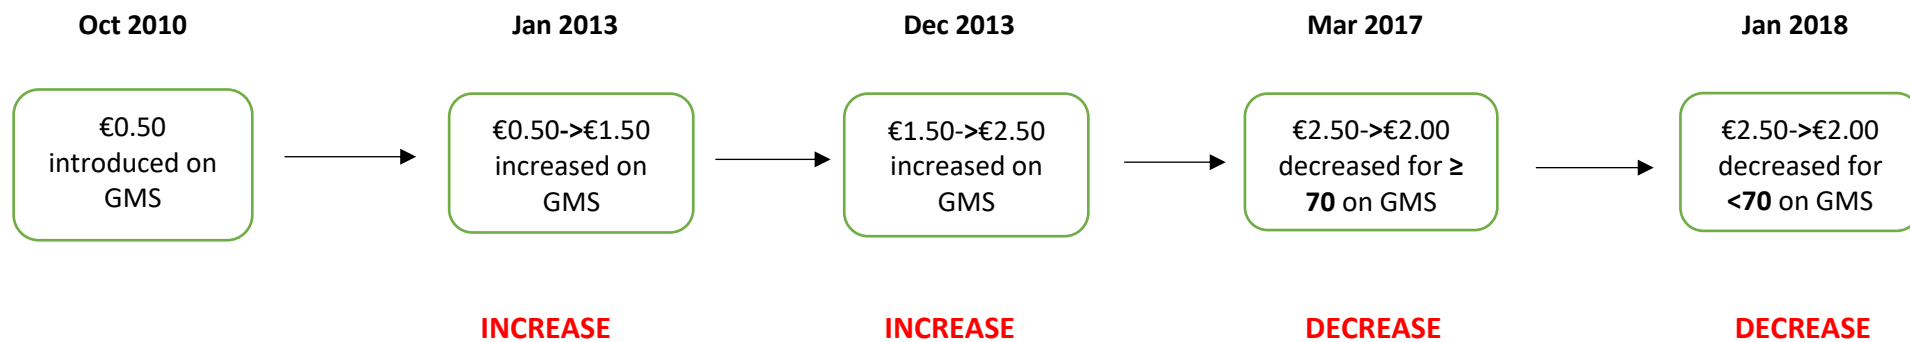 Oct 2010
Jan 2013
Dec 2013
Mar 2017
Jan 2018
€0.50
introduced on
GMS
€0.50->€1.50
increased on
GMS
€1.50->€2.50
increased on
GMS
€2.50->€2.00
decreased for ≥
70 on GMS
€2.50->€2.00
decreased for
<70 on GMS
INCREASE
INCREASE
DECREASE
DECREASE